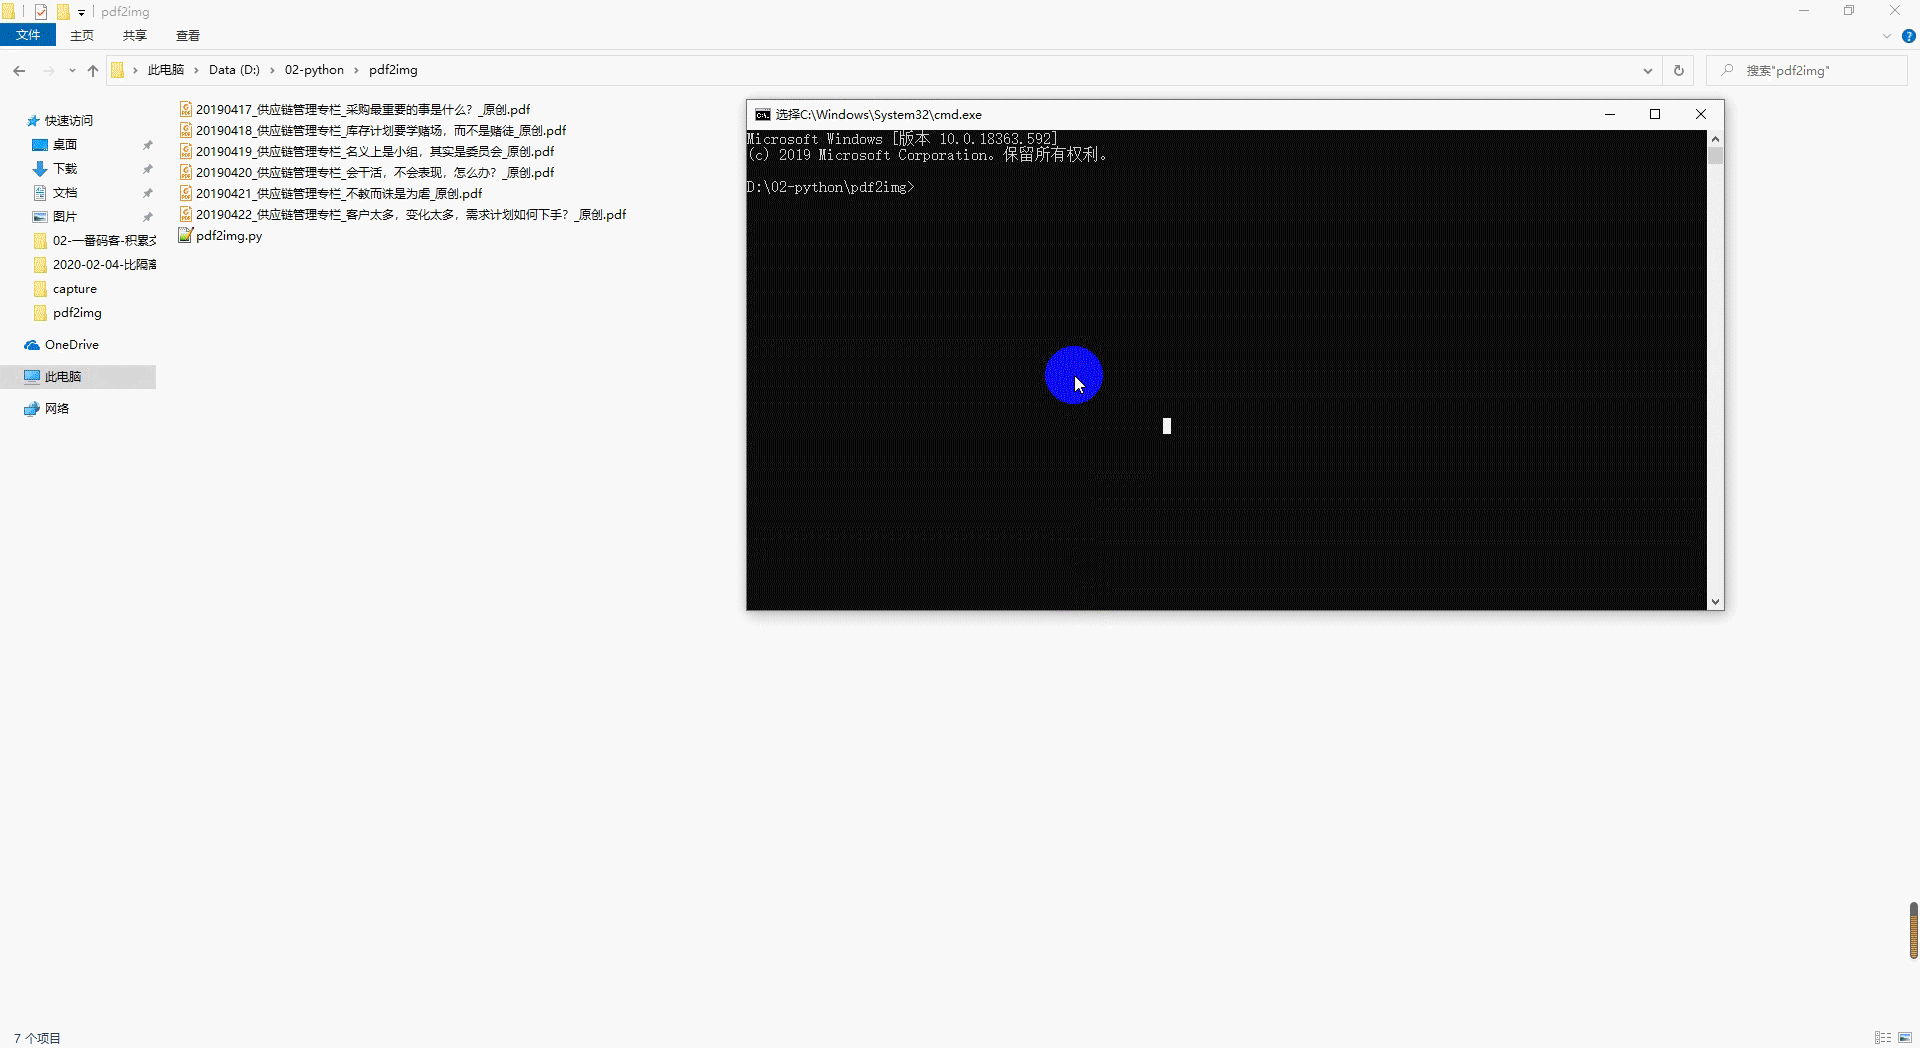 pdf2img
文件 主页 共享 查看
此电脑 › Data (D:) › 02-python › pdf2img
搜索"pdf2img"
快速访问
桌面
下载
文档
图片
02-一番码客-积累交
2020-02-04-比隔离
capture
pdf2img
OneDrive
此电脑
网络
20190417_供应链管理专栏_采购最重要的事是什么？_原创.pdf
20190418_供应链管理专栏_库存计划要学赌场，而不是赌徒_原创.pdf
20190419_供应链管理专栏_名义上是小组，其实是委员会_原创.pdf
20190420_供应链管理专栏_会干活，不会表现，怎么办？_原创.pdf
20190421_供应链管理专栏_不教而诛是为虐_原创.pdf
20190422_供应链管理专栏_客户太多，变化太多，需求计划如何下手？_原创.pdf
pdf2img.py
选择C:\Windows\System32\cmd.exe
Microsoft Windows [版本 10.0.18363.592]
(c) 2019 Microsoft Corporation。保留所有权利。
D:\02-python\pdf2img>
7 个项目